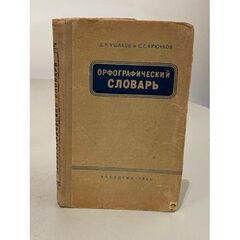 Д. Н. УШАКОВ И С. Е. КРЮЧКОВ
ОРФОГРАФИЧЕСКИЙ
СЛОВАРЬ